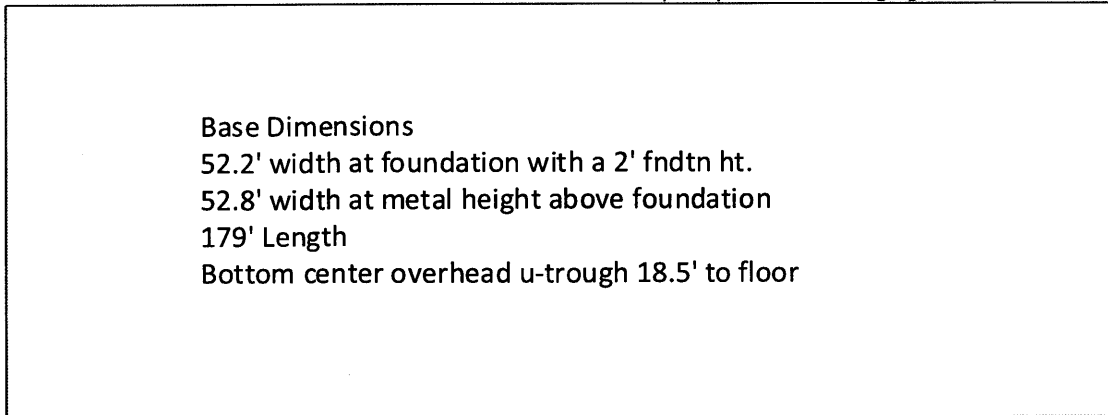 Base Dimensions
52.2' width at foundation with a 2' fndtn ht.
52.8' width at metal height above foundation
179' Length
Bottom center overhead u-trough 18.5' to floor